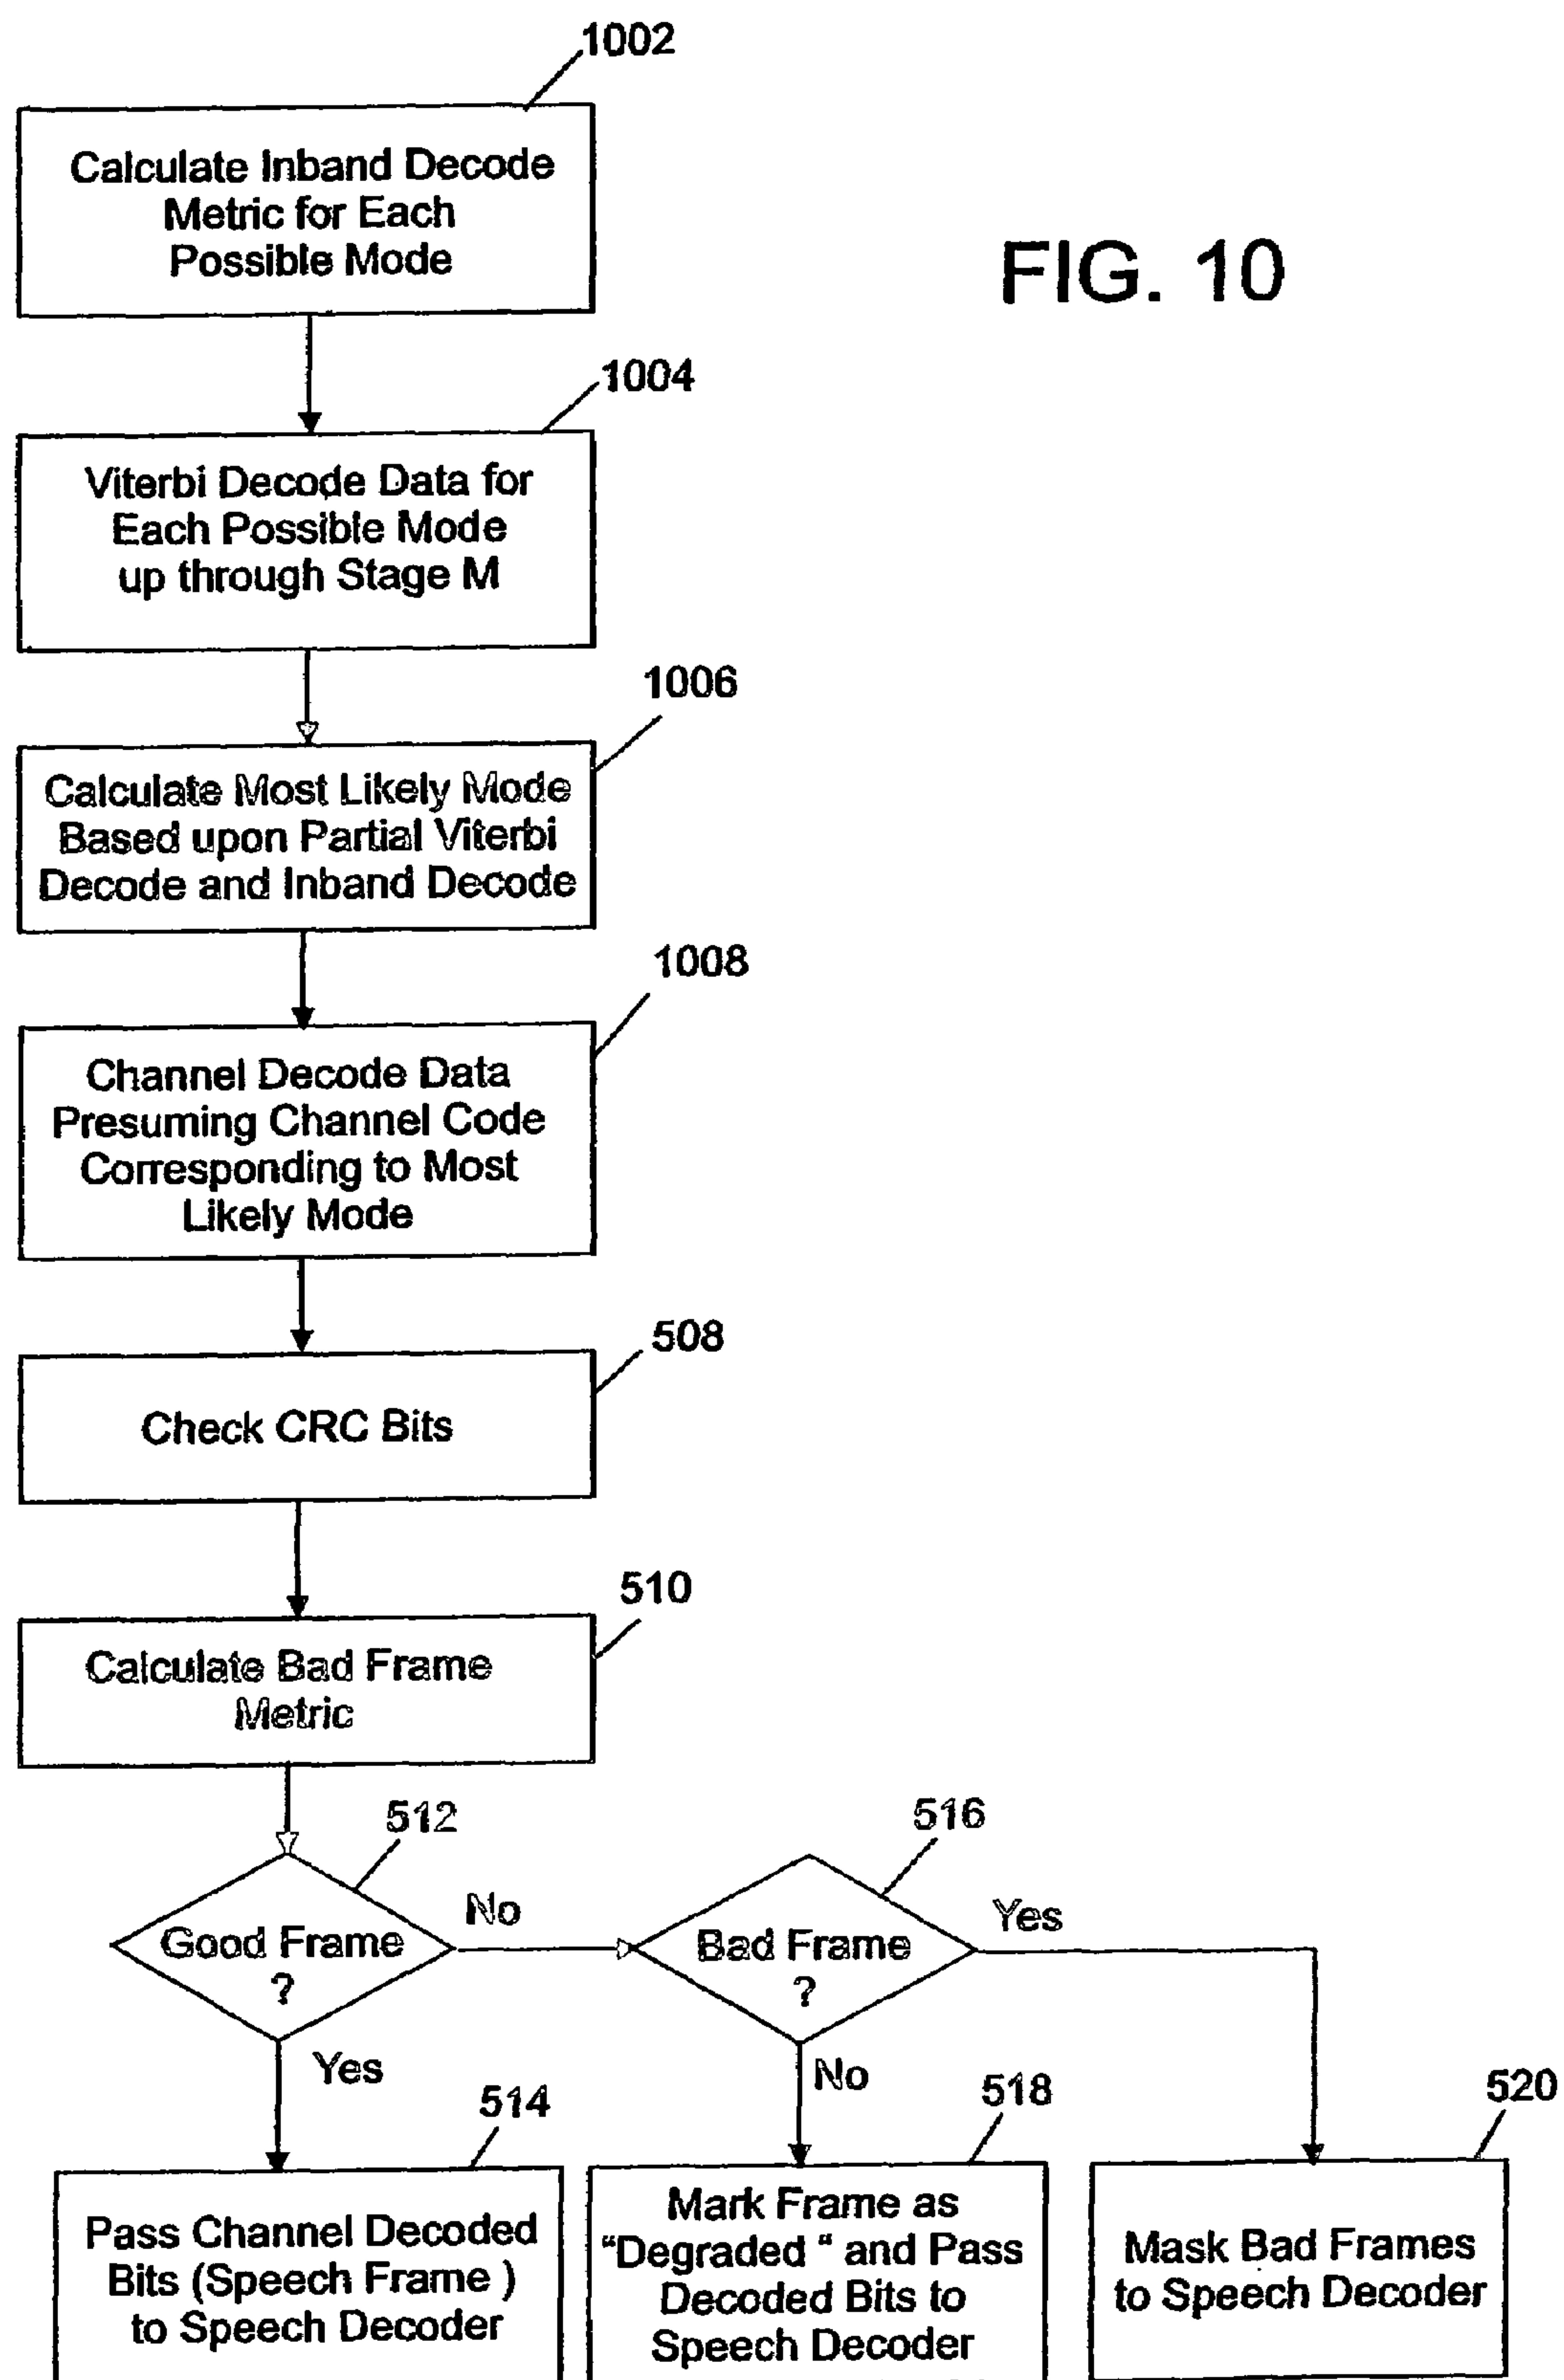 1002
Calculate Inband Decode
Metric for Each
Possible Mode
FIG. 10
1004
Viterbi Decode Data for
Each Possible Mode
up through Stage M
1006
Calculate Most Likely Mode
Based upon Partial Viterbi
Decode and Inband Decode
1008
Channel Decode Data
Presuming Channel Code
Corresponding to Most
Likely Mode
508
Check CRC Bits
510
Calculate Bad Frame
Metric
512
Good Frame
?
No
Yes
516
Bad Frame
?
Yes
No
514
Pass Channel Decoded
Bits (Speech Frame )
to Speech Decoder
518
Mark Frame as
“Degraded “ and Pass
Decoded Bits to
Speech Decoder
520
Mask Bad Frames
to Speech Decoder